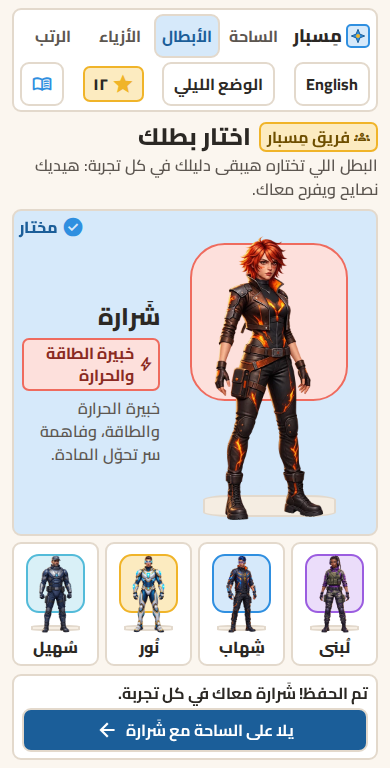 مِسبار
الساحة
الأبطال
الأزياء
الرتب
English
الوضع الليلي
١٢
اختار بطلك
فريق مِسبار
البطل اللي تختاره هيبقى دليلك في كل تجربة: هيديك
نصايح ويفرح معاك.
مختار
شَرارة
خبيرة الطاقة
والحرارة
خبيرة الحرارة
والطاقة، وفاهمة
سر تحوّل المادة.
لُبنى
شِهاب
نُور
سُهيل
تم الحفظ! شَرارة معاك في كل تجربة.
يلا على الساحة مع شَرارة